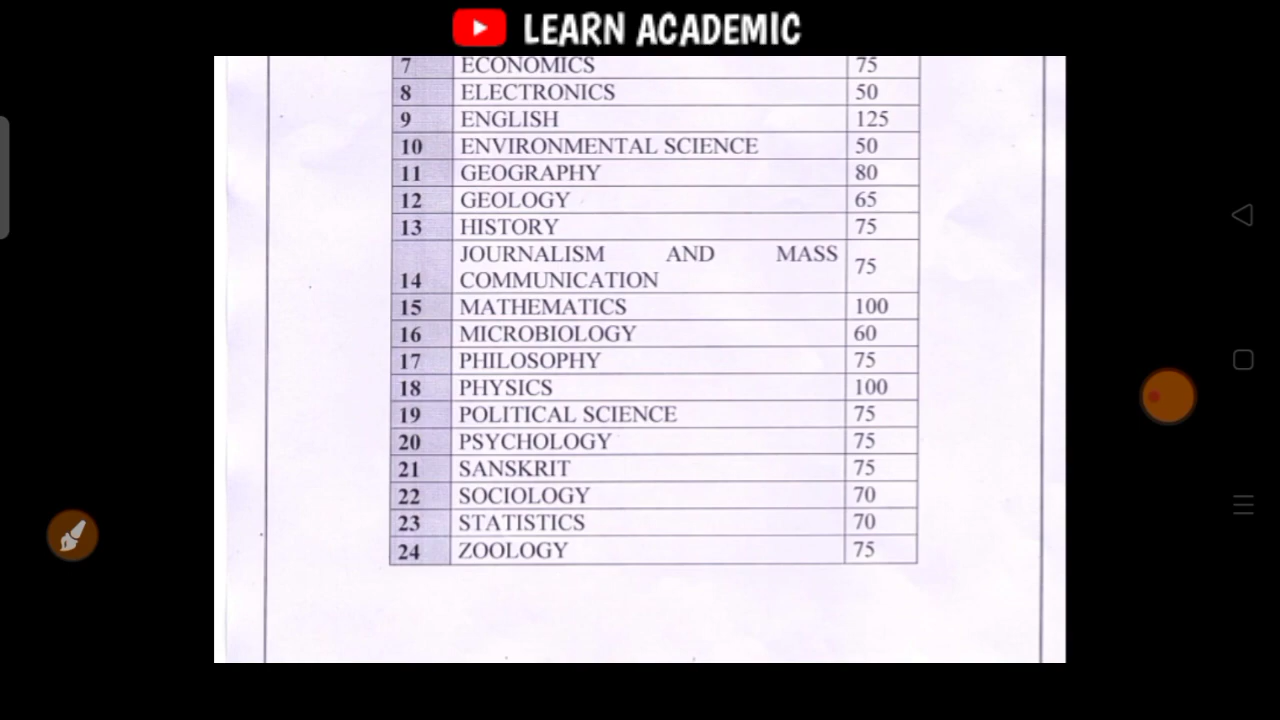 LEARN ACADEMIC
7 ECONOMICS 75
8 ELECTRONICS 50
9 ENGLISH 125
10 ENVIRONMENTAL SCIENCE 50
11 GEOGRAPHY 80
12 GEOLOGY 65
13 HISTORY 75
JOURNALISM AND MASS
14 COMMUNICATION 75
15 MATHEMATICS 100
16 MICROBIOLOGY 60
17 PHILOSOPHY 75
18 PHYSICS 100
19 POLITICAL SCIENCE 75
20 PSYCHOLOGY 75
21 SANSKRIT 75
22 SOCIOLOGY 70
23 STATISTICS 70
24 ZOOLOGY 75